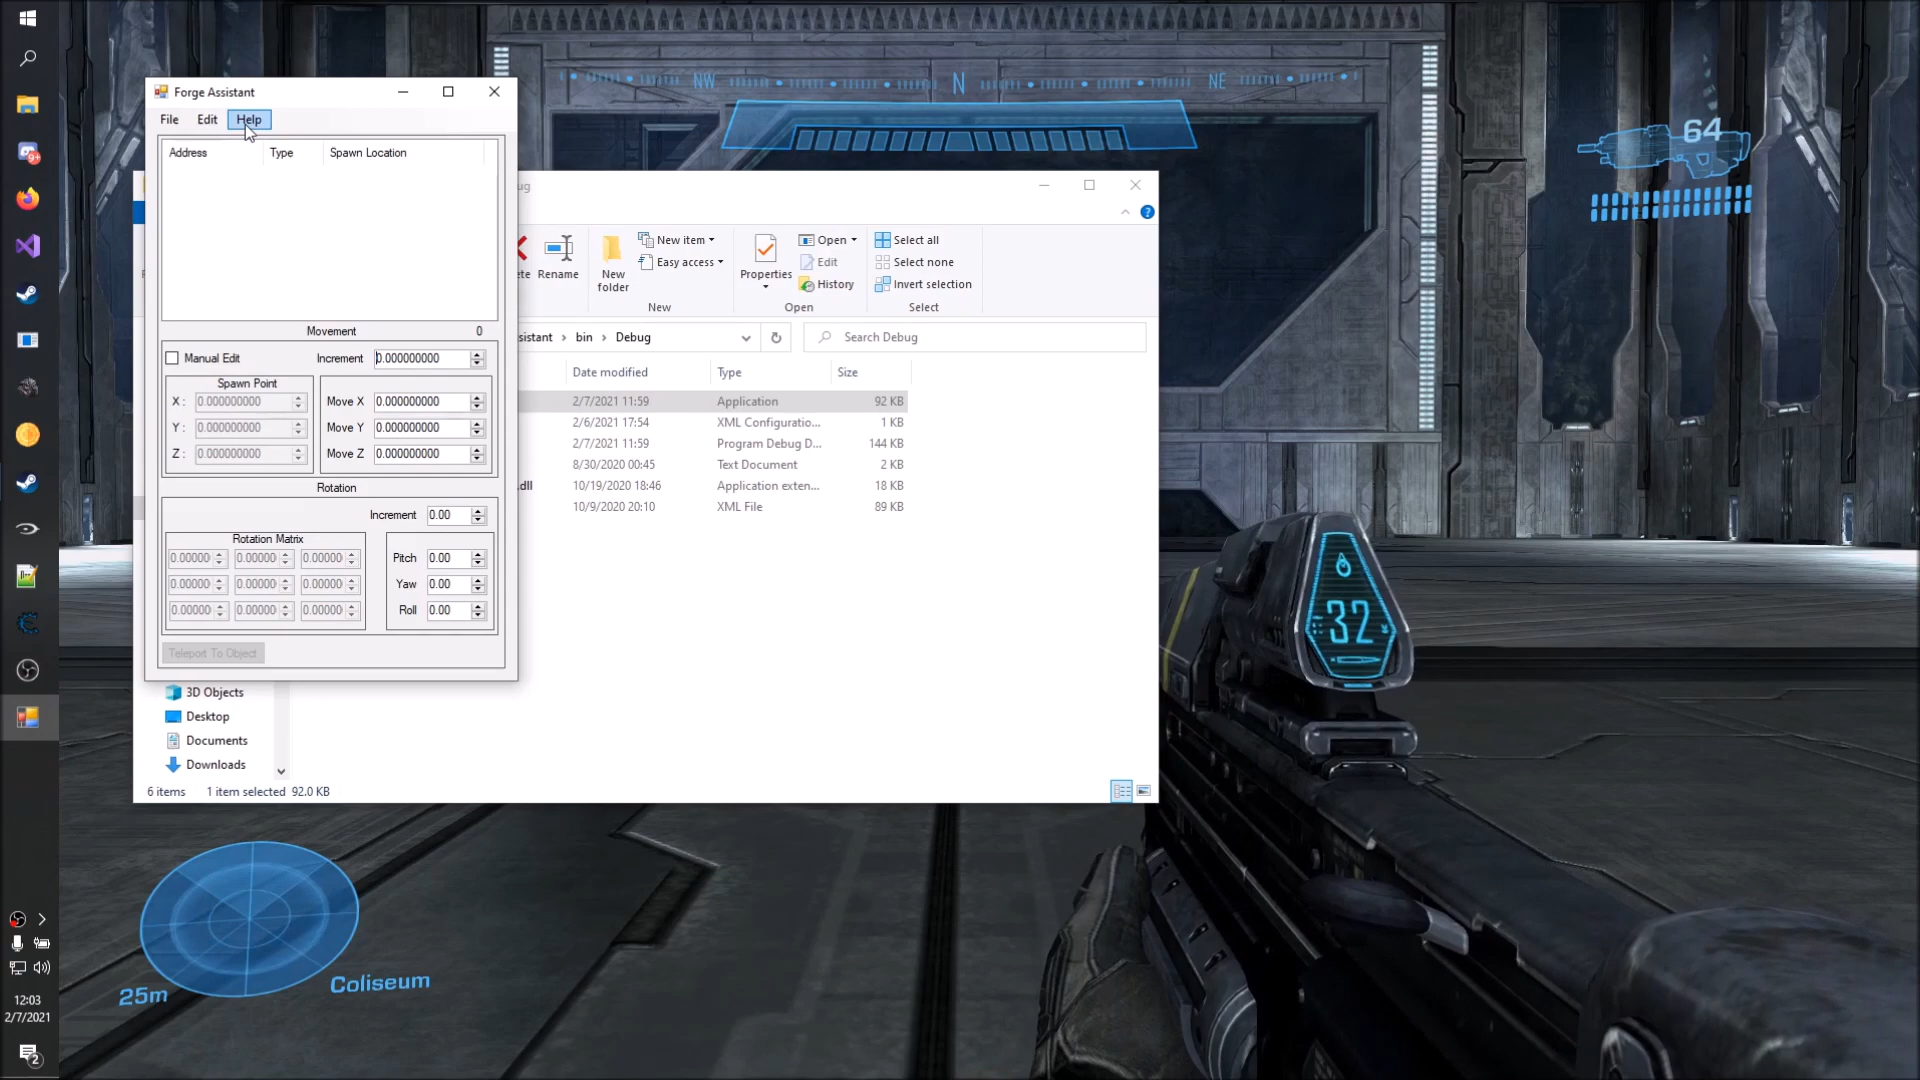 NW N NE
64
Forge Assistant
File Edit Help
Address Type Spawn Location
Movement 0
Manual Edit Increment 0.000000000
Spawn Point
X : 0.000000000 Move X 0.000000000
Y : 0.000000000 Move Y 0.000000000
Z : 0.000000000 Move Z 0.000000000
Rotation
Increment 0.00
Rotation Matrix
0.00000 0.00000 0.00000 Pitch 0.00
0.00000 0.00000 0.00000 Yaw 0.00
0.00000 0.00000 0.00000 Roll 0.00
Teleport To Object
ug
ete Rename New folder New item Easy access Properties Open Edit History Select all Select none Invert selection
New Open Select
sistant > bin > Debug Search Debug
Date modified Type Size
2/7/2021 11:59 Application 92 KB
2/6/2021 17:54 XML Configuratio... 1 KB
2/7/2021 11:59 Program Debug D... 144 KB
8/30/2020 00:45 Text Document 2 KB
.dll 10/19/2020 18:46 Application exten... 18 KB
10/9/2020 20:10 XML File 89 KB
3D Objects
Desktop
Documents
Downloads
6 items 1 item selected 92.0 KB
32
25m Coliseum
9+
12:03
2/7/2021
2